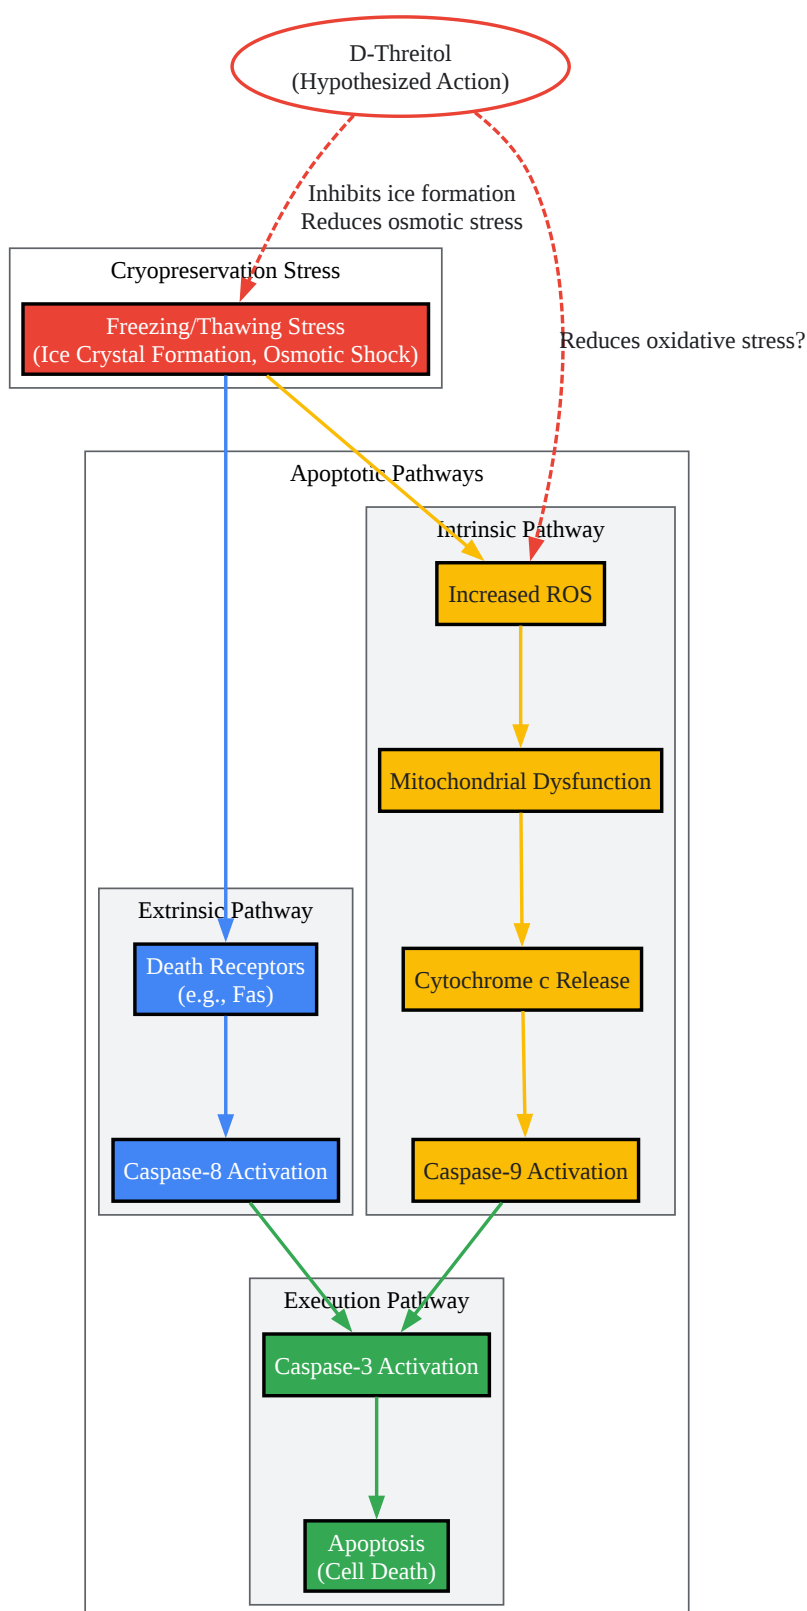 D-Threitol
(Hypothesized Action)
Inhibits ice formation
Reduces osmotic stress
Cryopreservation Stress
Freezing/Thawing Stress
(Ice Crystal Formation, Osmotic Shock)
Reduces oxidative stress?
Apoptotic Pathways
Intrinsic Pathway
Increased ROS
Mitochondrial Dysfunction
Cytochrome c Release
Caspase-9 Activation
Extrinsic Pathway
Death Receptors
(e.g., Fas)
Caspase-8 Activation
Execution Pathway
Caspase-3 Activation
Apoptosis
(Cell Death)